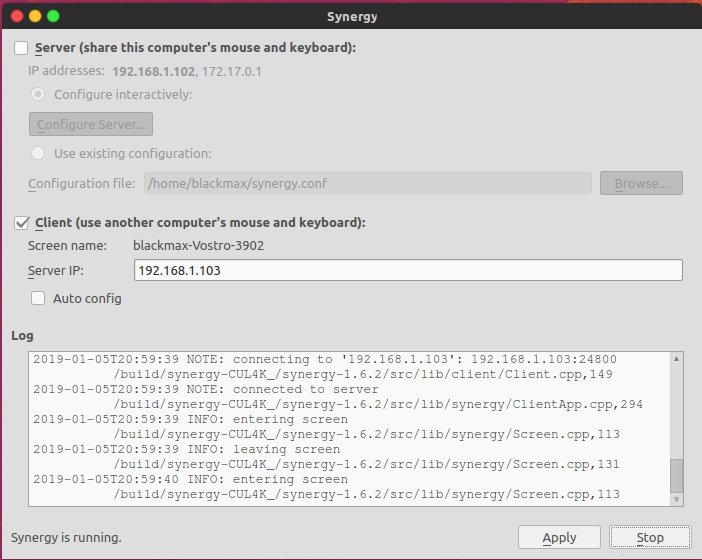 Synergy
Server (share this computer's mouse and keyboard):
IP addresses: 192.168.1.102, 172.17.0.1
Configure interactively:
Configure Server...
Use existing configuration:
Configuration file: /home/blackmax/synergy.conf Browse...
Client (use another computer's mouse and keyboard):
Screen name: blackmax-Vostro-3902
Server IP: 192.168.1.103
Auto config
Log
2019-01-05T20:59:39 NOTE: connecting to '192.168.1.103': 192.168.1.103:24800
/build/synergy-CUL4K_/synergy-1.6.2/src/lib/client/Client.cpp,149
2019-01-05T20:59:39 NOTE: connected to server
/build/synergy-CUL4K_/synergy-1.6.2/src/lib/synergy/ClientApp.cpp,294
2019-01-05T20:59:39 INFO: entering screen
/build/synergy-CUL4K_/synergy-1.6.2/src/lib/synergy/Screen.cpp,113
2019-01-05T20:59:39 INFO: leaving screen
/build/synergy-CUL4K_/synergy-1.6.2/src/lib/synergy/Screen.cpp,131
2019-01-05T20:59:40 INFO: entering screen
/build/synergy-CUL4K_/synergy-1.6.2/src/lib/synergy/Screen.cpp,113
Synergy is running. Apply Stop